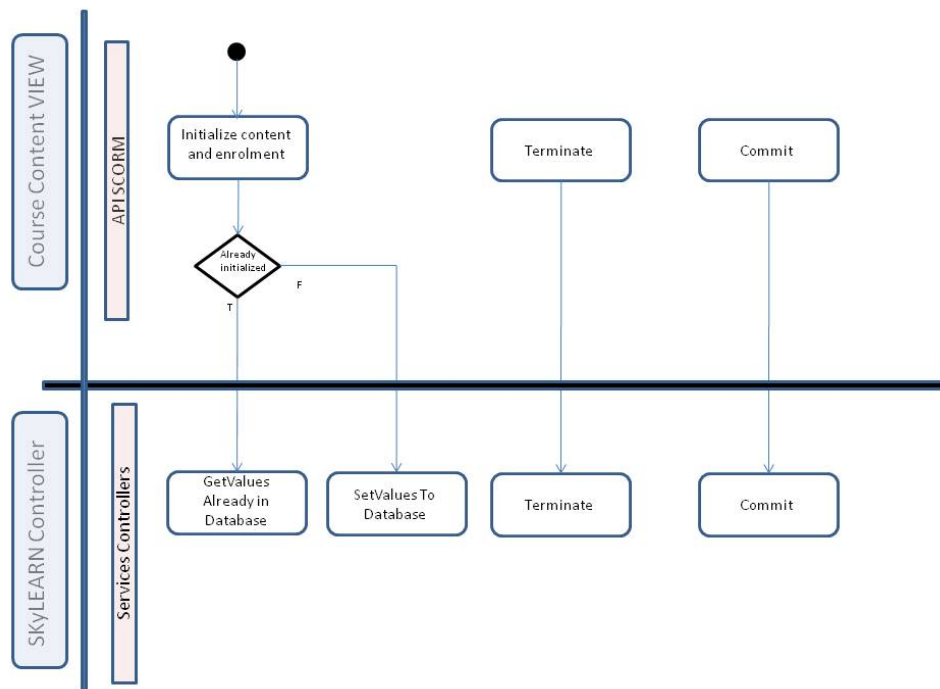 Course Content VIEW
API SCORM
Initialize content
and enrolment
Terminate
Commit
Already
initialized
F
T
SKyLEARN Controller
Services Controllers
GetValues
Already in
Database
SetValues To
Database
Terminate
Commit